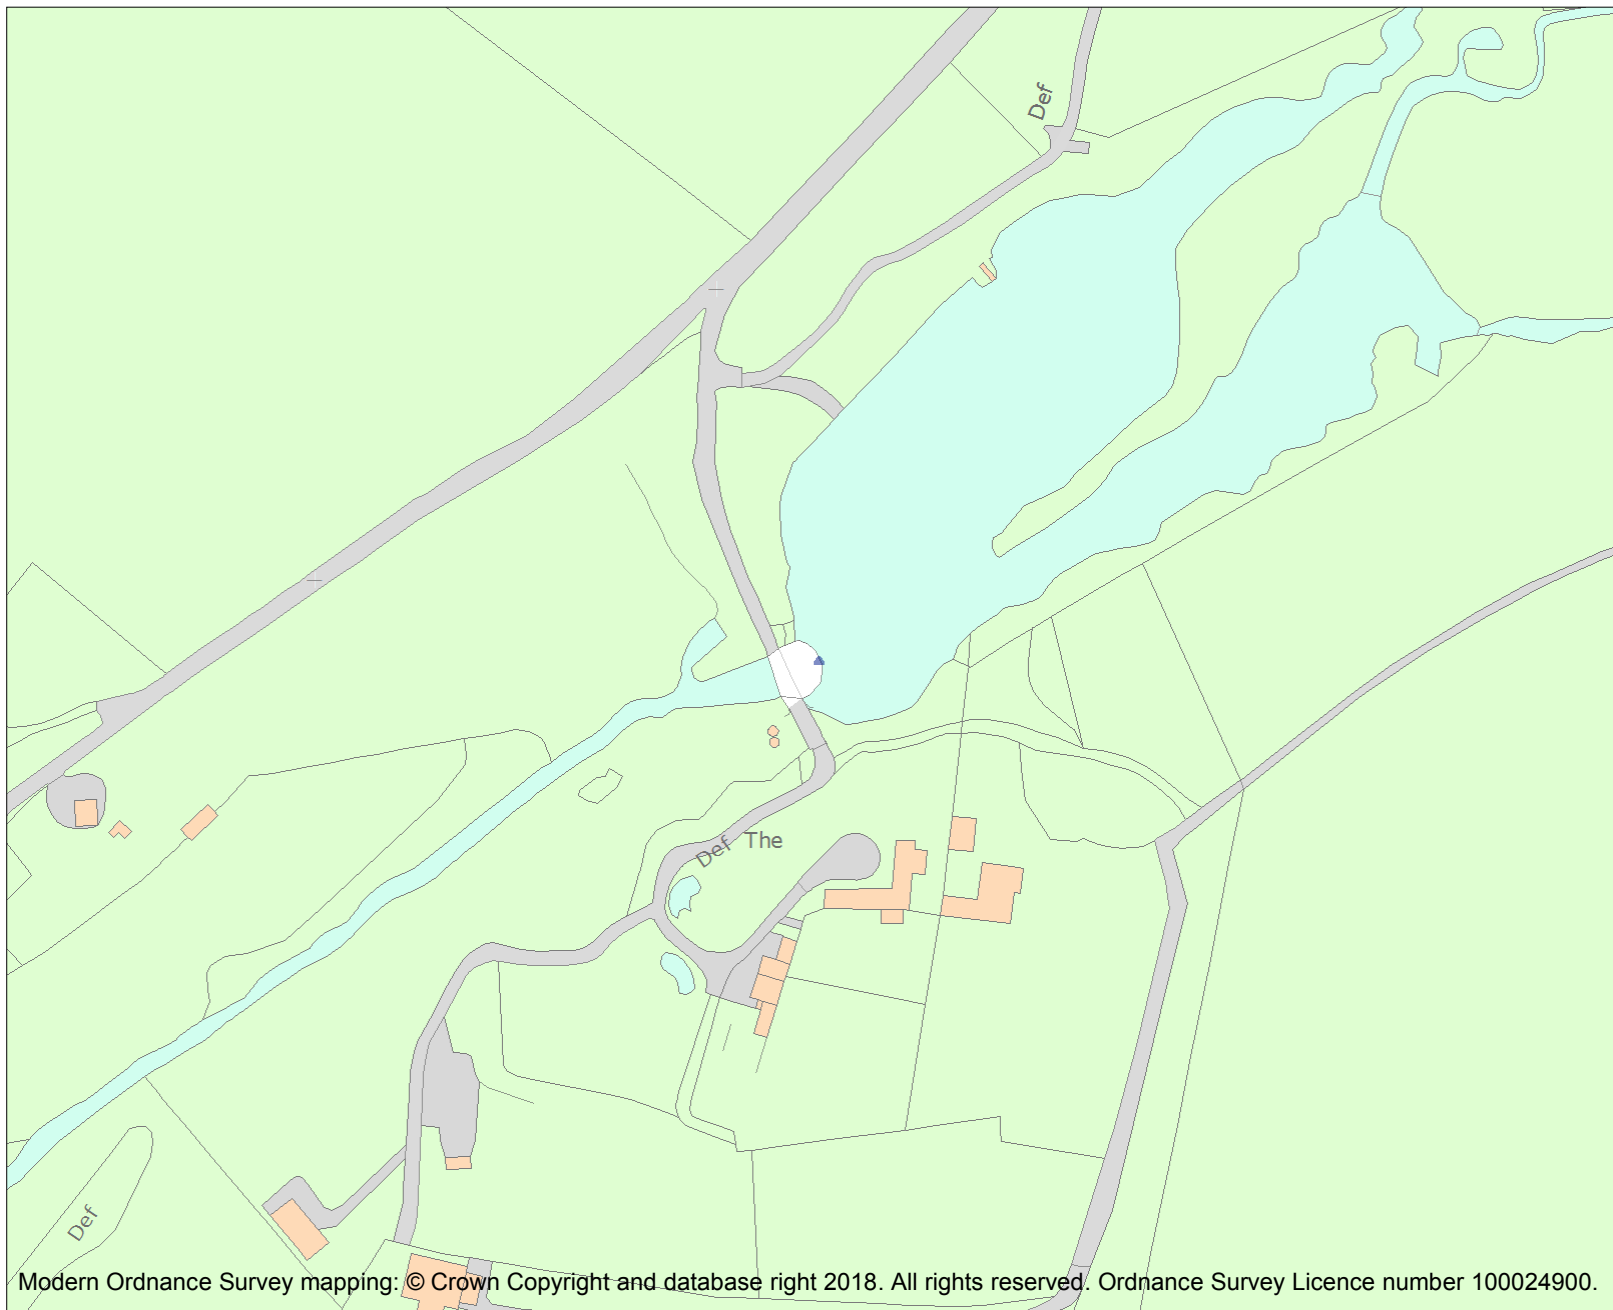 Def
Def The
Def
Modern Ordnance Survey mapping: © Crown Copyright and database right 2018. All rights reserved. Ordnance Survey Licence number 100024900.